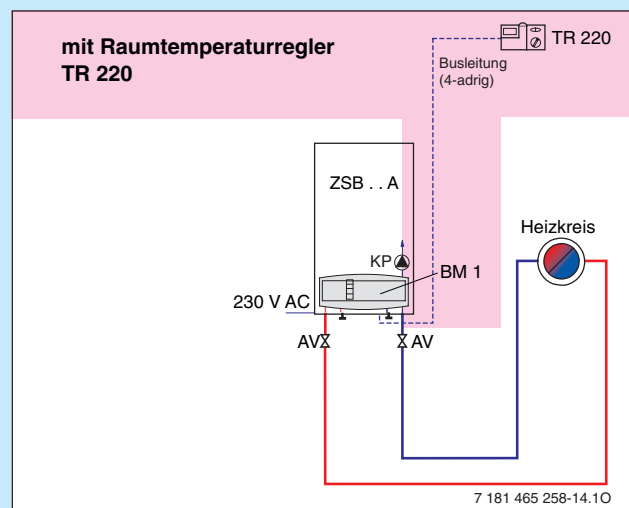 mit Raumtemperaturregler
TR 220
TR 220
Busleitung
(4-adrig)
ZSB . . A
Heizkreis
KP
BM 1
230 V AC
AV
AV
7 181 465 258-14.1O